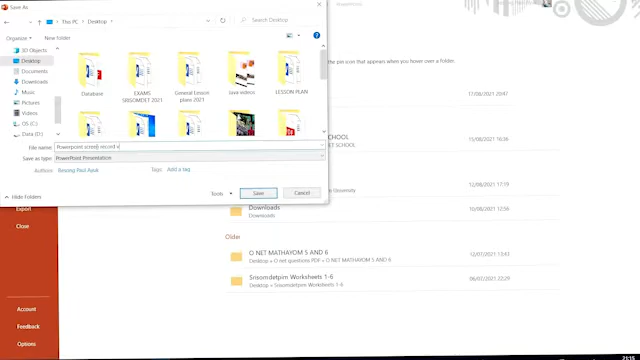 Save As
This PC > Desktop >
Search Desktop
Organize
New folder
3D Objects
Desktop
Documents
Downloads
Music
Pictures
Videos
OS (C:)
Data (D:)
Database
EXAMS SRISOMDET 2021
General Lesson plans 2021
Java videos
LESSON PLAN
File name:
Powerpoint screej record v
Save as type:
PowerPoint Presentation
Authors:
Tags:
Add a tag
Tools
Save
Cancel
Hide Folders
the pin icon that appears when you hover over a folder.
17/08/2021 20:47
SCHOOL
15/08/2021 16:36
NET SCHOOL
12/08/2021 17:19
University
Downloads
10/08/2021 12:56
Downloads
Older
O NET MATHAYOM 5 AND 6
12/07/2021 13:43
Desktop » O net questions PDF » O NET MATHAYOM 5 AND 6
Srisomdetpim Worksheets 1-6
06/07/2021 22:29
Desktop » Srisomdetpim Worksheets 1-6
Export
Close
Account
Feedback
Options